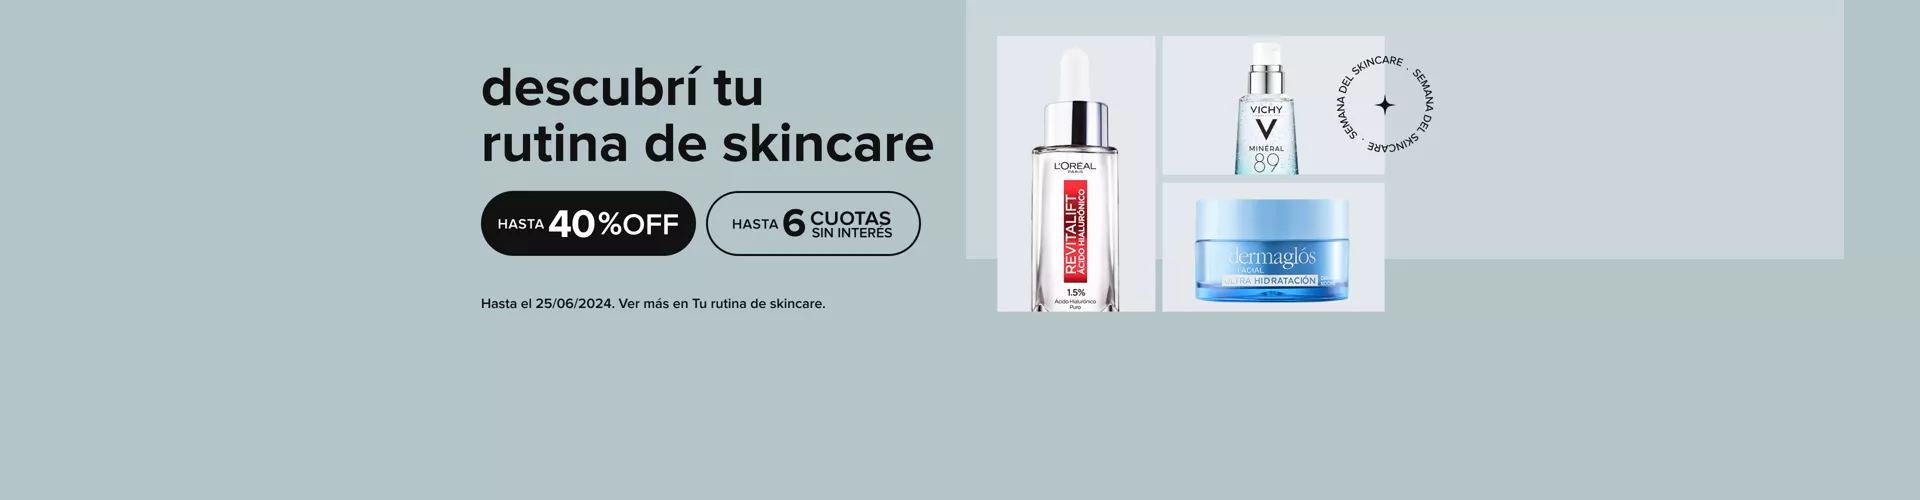 descubrí tu
rutina de skincare
HASTA 40%OFF
HASTA 6 CUOTAS
SIN INTERÉS
Hasta el 25/06/2024. Ver más en Tu rutina de skincare.
L'ORÉAL
PARIS
REVITALIFT
ÁCIDO HIALURÓNICO
1.5%
Ácido Hialurónico
Puro
VICHY
V
MINÉRAL
89
SEMANA DEL SKINCARE . SEMANA DEL SKINCARE .
dermaglós
FACIAL
ULTRA HIDRATACIÓN